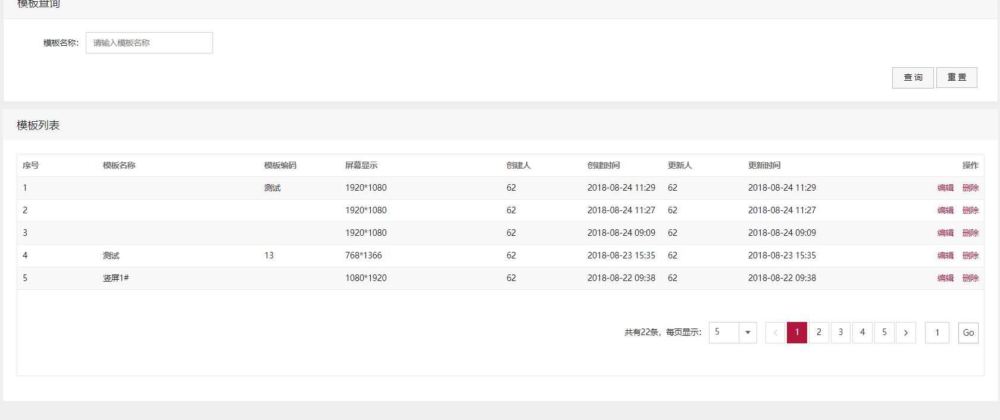 模板查询
模板名称: 请输入模板名称
查 询 重 置
模板列表
序号 模板名称 模板编码 屏幕显示 创建人 创建时间 更新人 更新时间 操作
1 测试 1920*1080 62 2018-08-24 11:29 62 2018-08-24 11:29 编辑 删除
2 1920*1080 62 2018-08-24 11:27 62 2018-08-24 11:27 编辑 删除
3 1920*1080 62 2018-08-24 09:09 62 2018-08-24 09:09 编辑 删除
4 测试 13 768*1366 62 2018-08-23 15:35 62 2018-08-23 15:35 编辑 删除
5 竖屏1# 1080*1920 62 2018-08-22 09:38 62 2018-08-22 09:38 编辑 删除
共有22条，每页显示: 5 < 1 2 3 4 5 > 1 Go